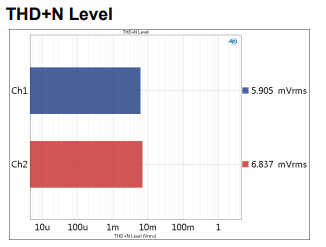 THD+N Level
THD+N Level
Ch1
5.905 mVrms
Ch2
6.837 mVrms
10u 100u 1m 10m 100m 1
THD+N Level (Vrms)